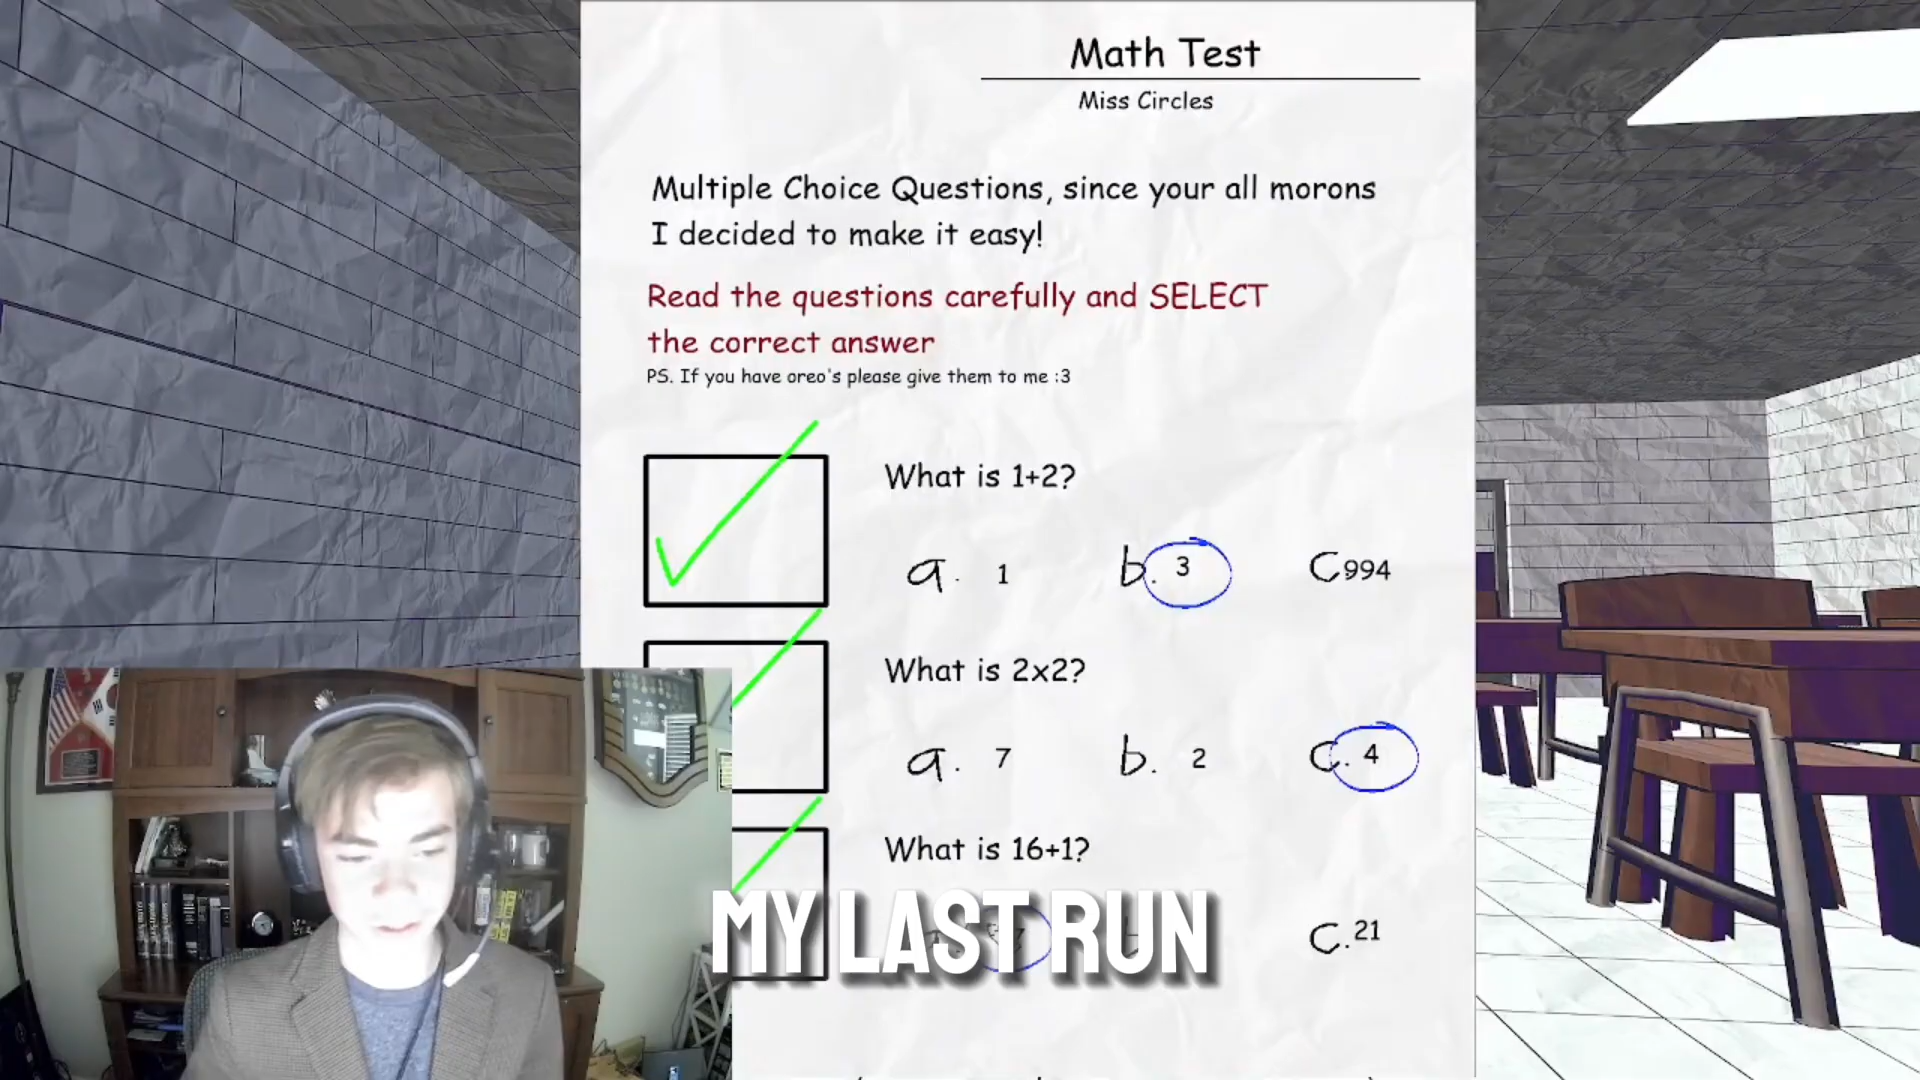 Math Test
Miss Circles
Multiple Choice Questions, since your all morons
I decided to make it easy!
Read the questions carefully and SELECT
the correct answer
PS. If you have oreo's please give them to me :3
What is 1+2?
a. 1 b. 3 C994
What is 2x2?
a. 7 b. 2 C. 4
What is 16+1?
C. 21
MY LAST RUN